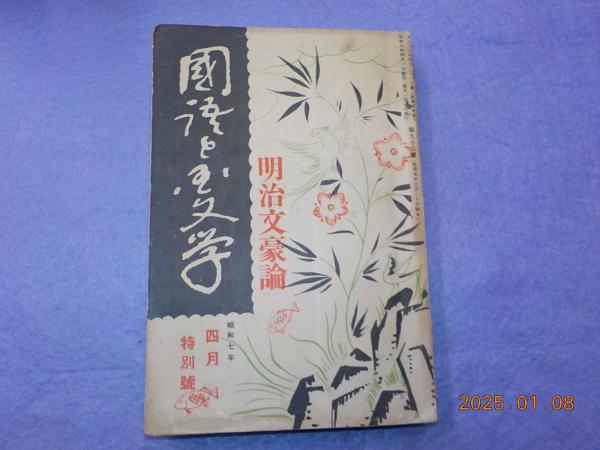 國語と国文学
明治文豪論
昭和七年
四月
特別號
2025.01.08